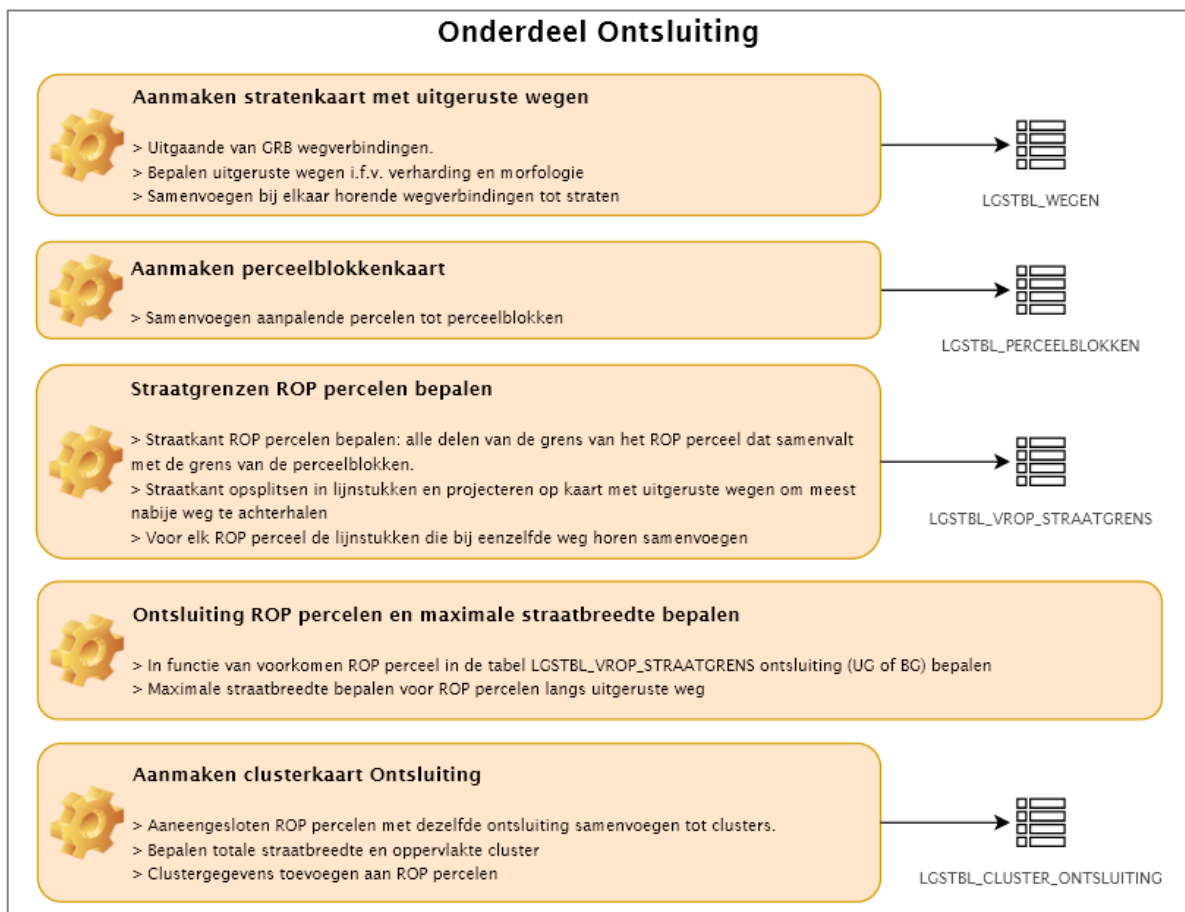 Onderdeel Ontsluiting
Aanmaken stratenkaart met uitgeruste wegen
> Uitgaande van GRB wegverbindingen.
> Bepalen uitgeruste wegen i.f.v. verharding en morfologie
> Samenvoegen bij elkaar horende wegverbindingen tot straten
LGSTBL_WEGEN
Aanmaken perceelblokkenkaart
> Samenvoegen aanpalende percelen tot perceelblokken
LGSTBL_PERCEELBLOKKEN
Straatgrenzen ROP percelen bepalen
> Straatkant ROP percelen bepalen: alle delen van de grens van het ROP perceel dat samenvalt
met de grens van de perceelblokken.
> Straatkant opsplitsen in lijnstukken en projecteren op kaart met uitgeruste wegen om meest
nabije weg te achterhalen
> Voor elk ROP perceel de lijnstukken die bij eenzelfde weg horen samenvoegen
LGSTBL_VROP_STRAATGRENS
Ontsluiting ROP percelen en maximale straatbreedte bepalen
> In functie van voorkomen ROP perceel in de tabel LGSTBL_VROP_STRAATGRENS ontsluiting (UG of BG) bepalen
> Maximale straatbreedte bepalen voor ROP percelen langs uitgeruste weg
Aanmaken clusterkaart Ontsluiting
> Aaneengesloten ROP percelen met dezelfde ontsluiting samenvoegen tot clusters.
> Bepalen totale straatbreedte en oppervlakte cluster
> Clustergegevens toevoegen aan ROP percelen
LGSTBL_CLUSTER_ONTSLUITING